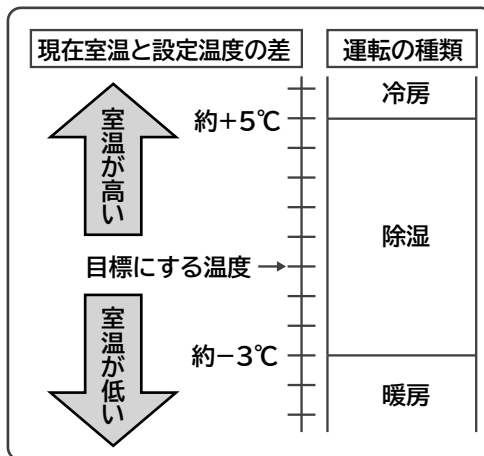 現在室温と設定温度の差
運転の種類
室温が高い
約+5℃
冷房
除湿
目標にする温度
室温が低い
約−3℃
暖房